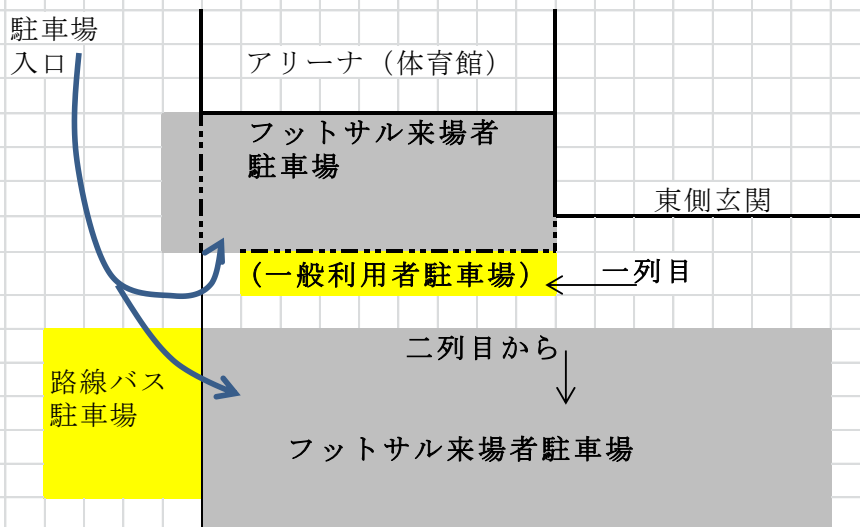 駐車場
入口
アリーナ（体育館）
フットサル来場者
駐車場
東側玄関
（一般利用者駐車場）
一列目
二列目から
路線バス
駐車場
フットサル来場者駐車場